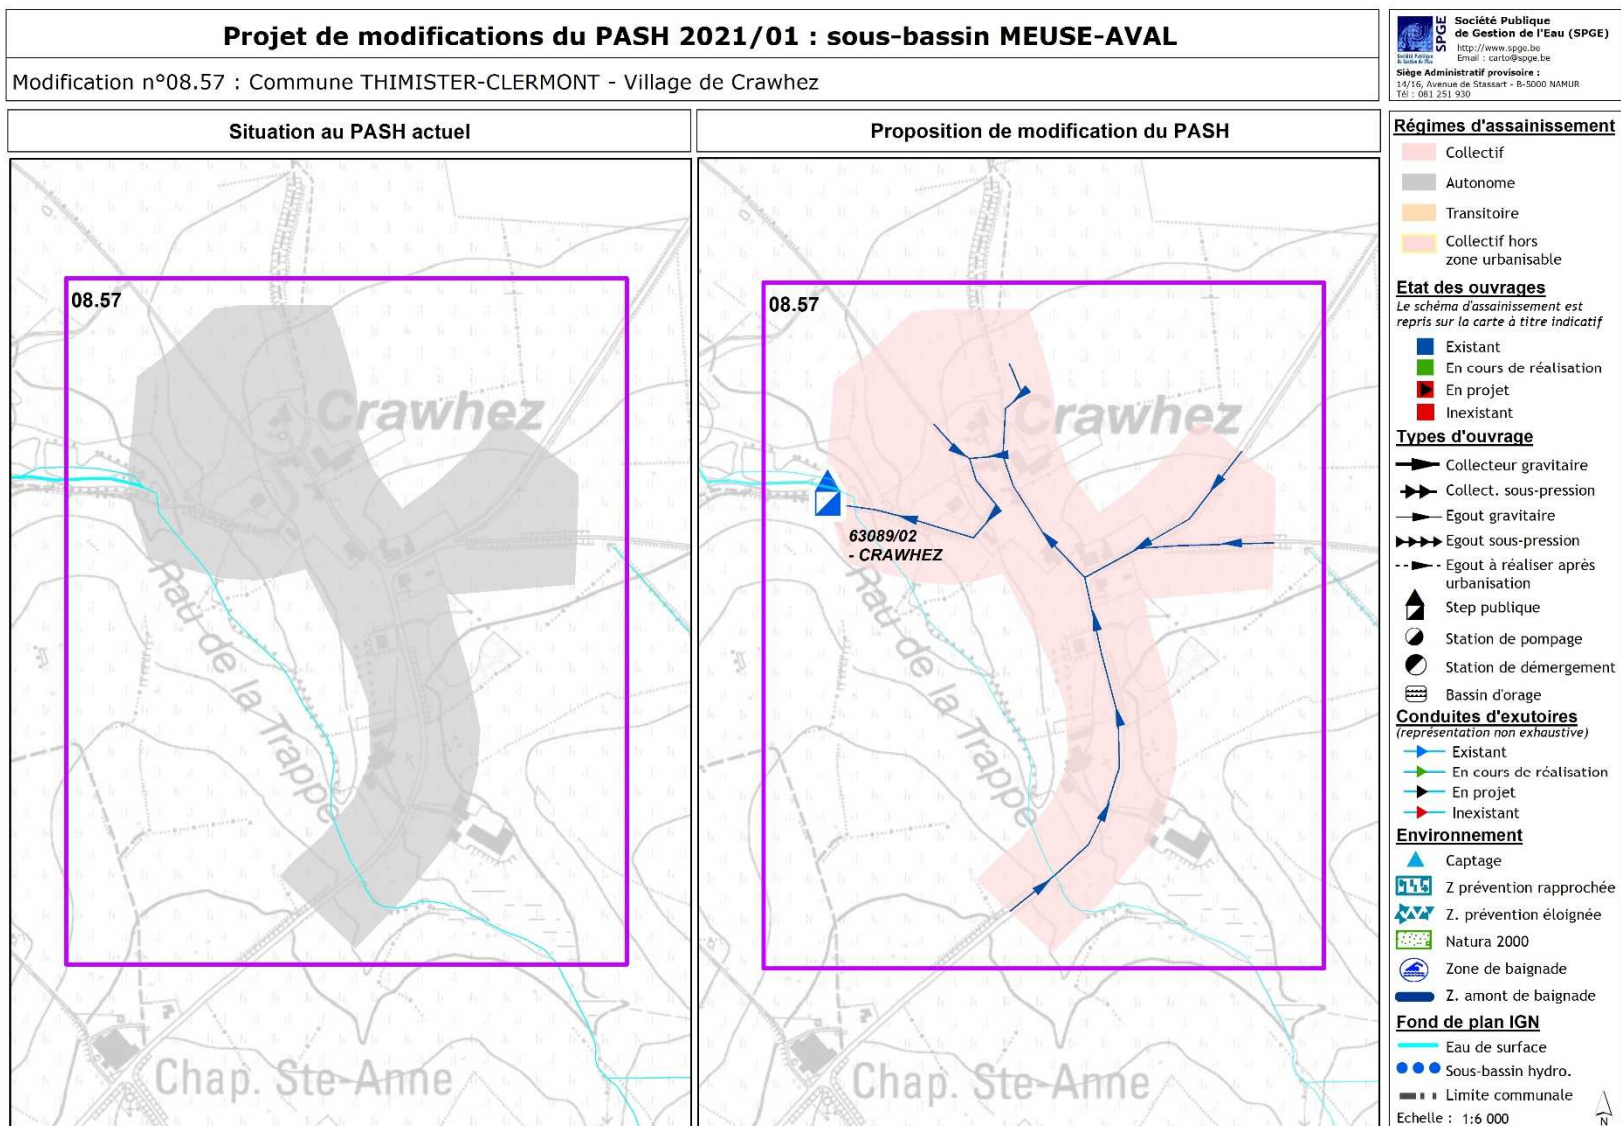 Projet de modifications du PASH 2021/01 : sous-bassin MEUSE-AVAL
Modification n°08.57 : Commune THIMISTER-CLERMONT - Village de Crawhez
SPGE
Société Publique
de Gestion de l'Eau (SPGE)
http://www.spge.be
Email : carto@spge.be
Société Publique
de Gestion de l'Eau
Siège Administratif provisoire :
14/16, Avenue de Stassart - B-5000 NAMUR
Tél : 081 251 930
Situation au PASH actuel
08.57
Crawhez
Rau de la Trappe
Chap. Ste-Anne
Proposition de modification du PASH
08.57
Crawhez
63089/02
- CRAWHEZ
Rau de la Trappe
Chap. Ste-Anne
Régimes d'assainissement
Collectif
Autonome
Transitoire
Collectif hors
zone urbanisable
Etat des ouvrages
Le schéma d'assainissement est
repris sur la carte à titre indicatif
Existant
En cours de réalisation
En projet
Inexistant
Types d'ouvrage
Collecteur gravitaire
Collect. sous-pression
Egout gravitaire
Egout sous-pression
Egout à réaliser après
urbanisation
Step publique
Station de pompage
Station de démergement
Bassin d'orage
Conduites d'exutoires
(représentation non exhaustive)
Existant
En cours de réalisation
En projet
Inexistant
Environnement
Captage
Z prévention rapprochée
Z. prévention éloignée
Natura 2000
Zone de baignade
Z. amont de baignade
Fond de plan IGN
Eau de surface
Sous-bassin hydro.
Limite communale
Echelle : 1:6 000
N